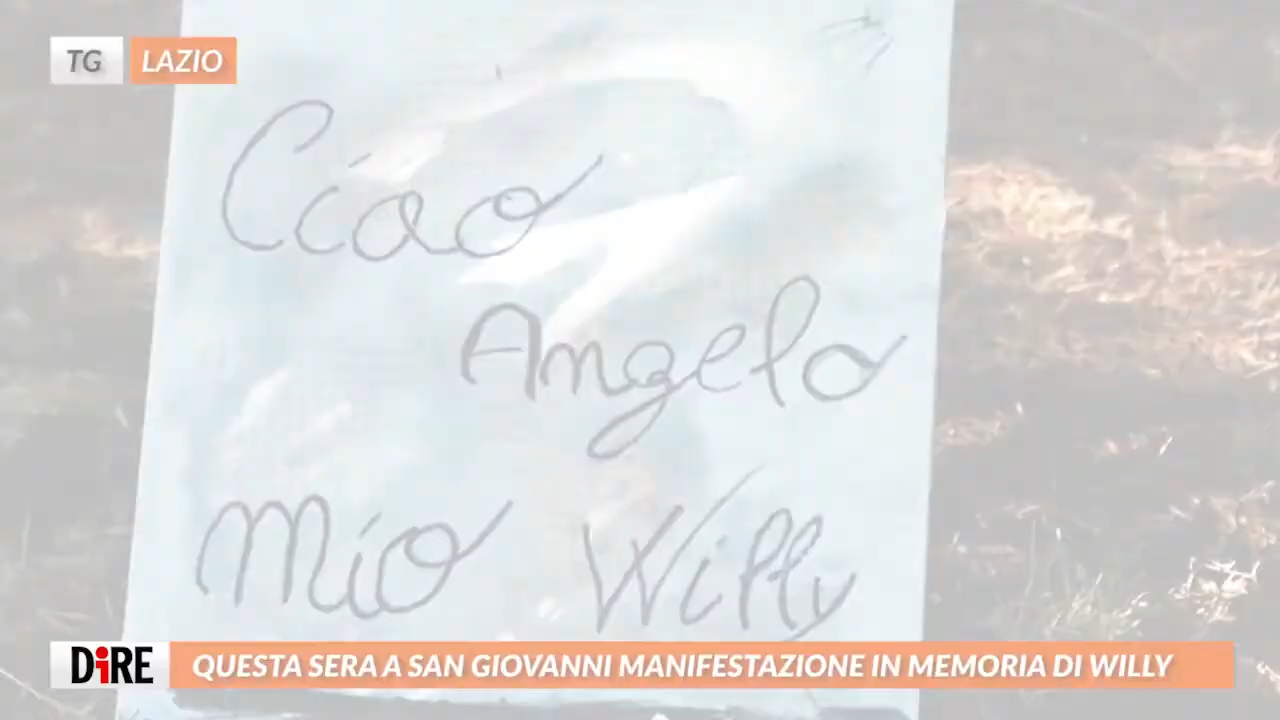 TG LAZIO
Ciao
Angelo
Mio Willy
DiRE QUESTA SERA A SAN GIOVANNI MANIFESTAZIONE IN MEMORIA DI WILLY